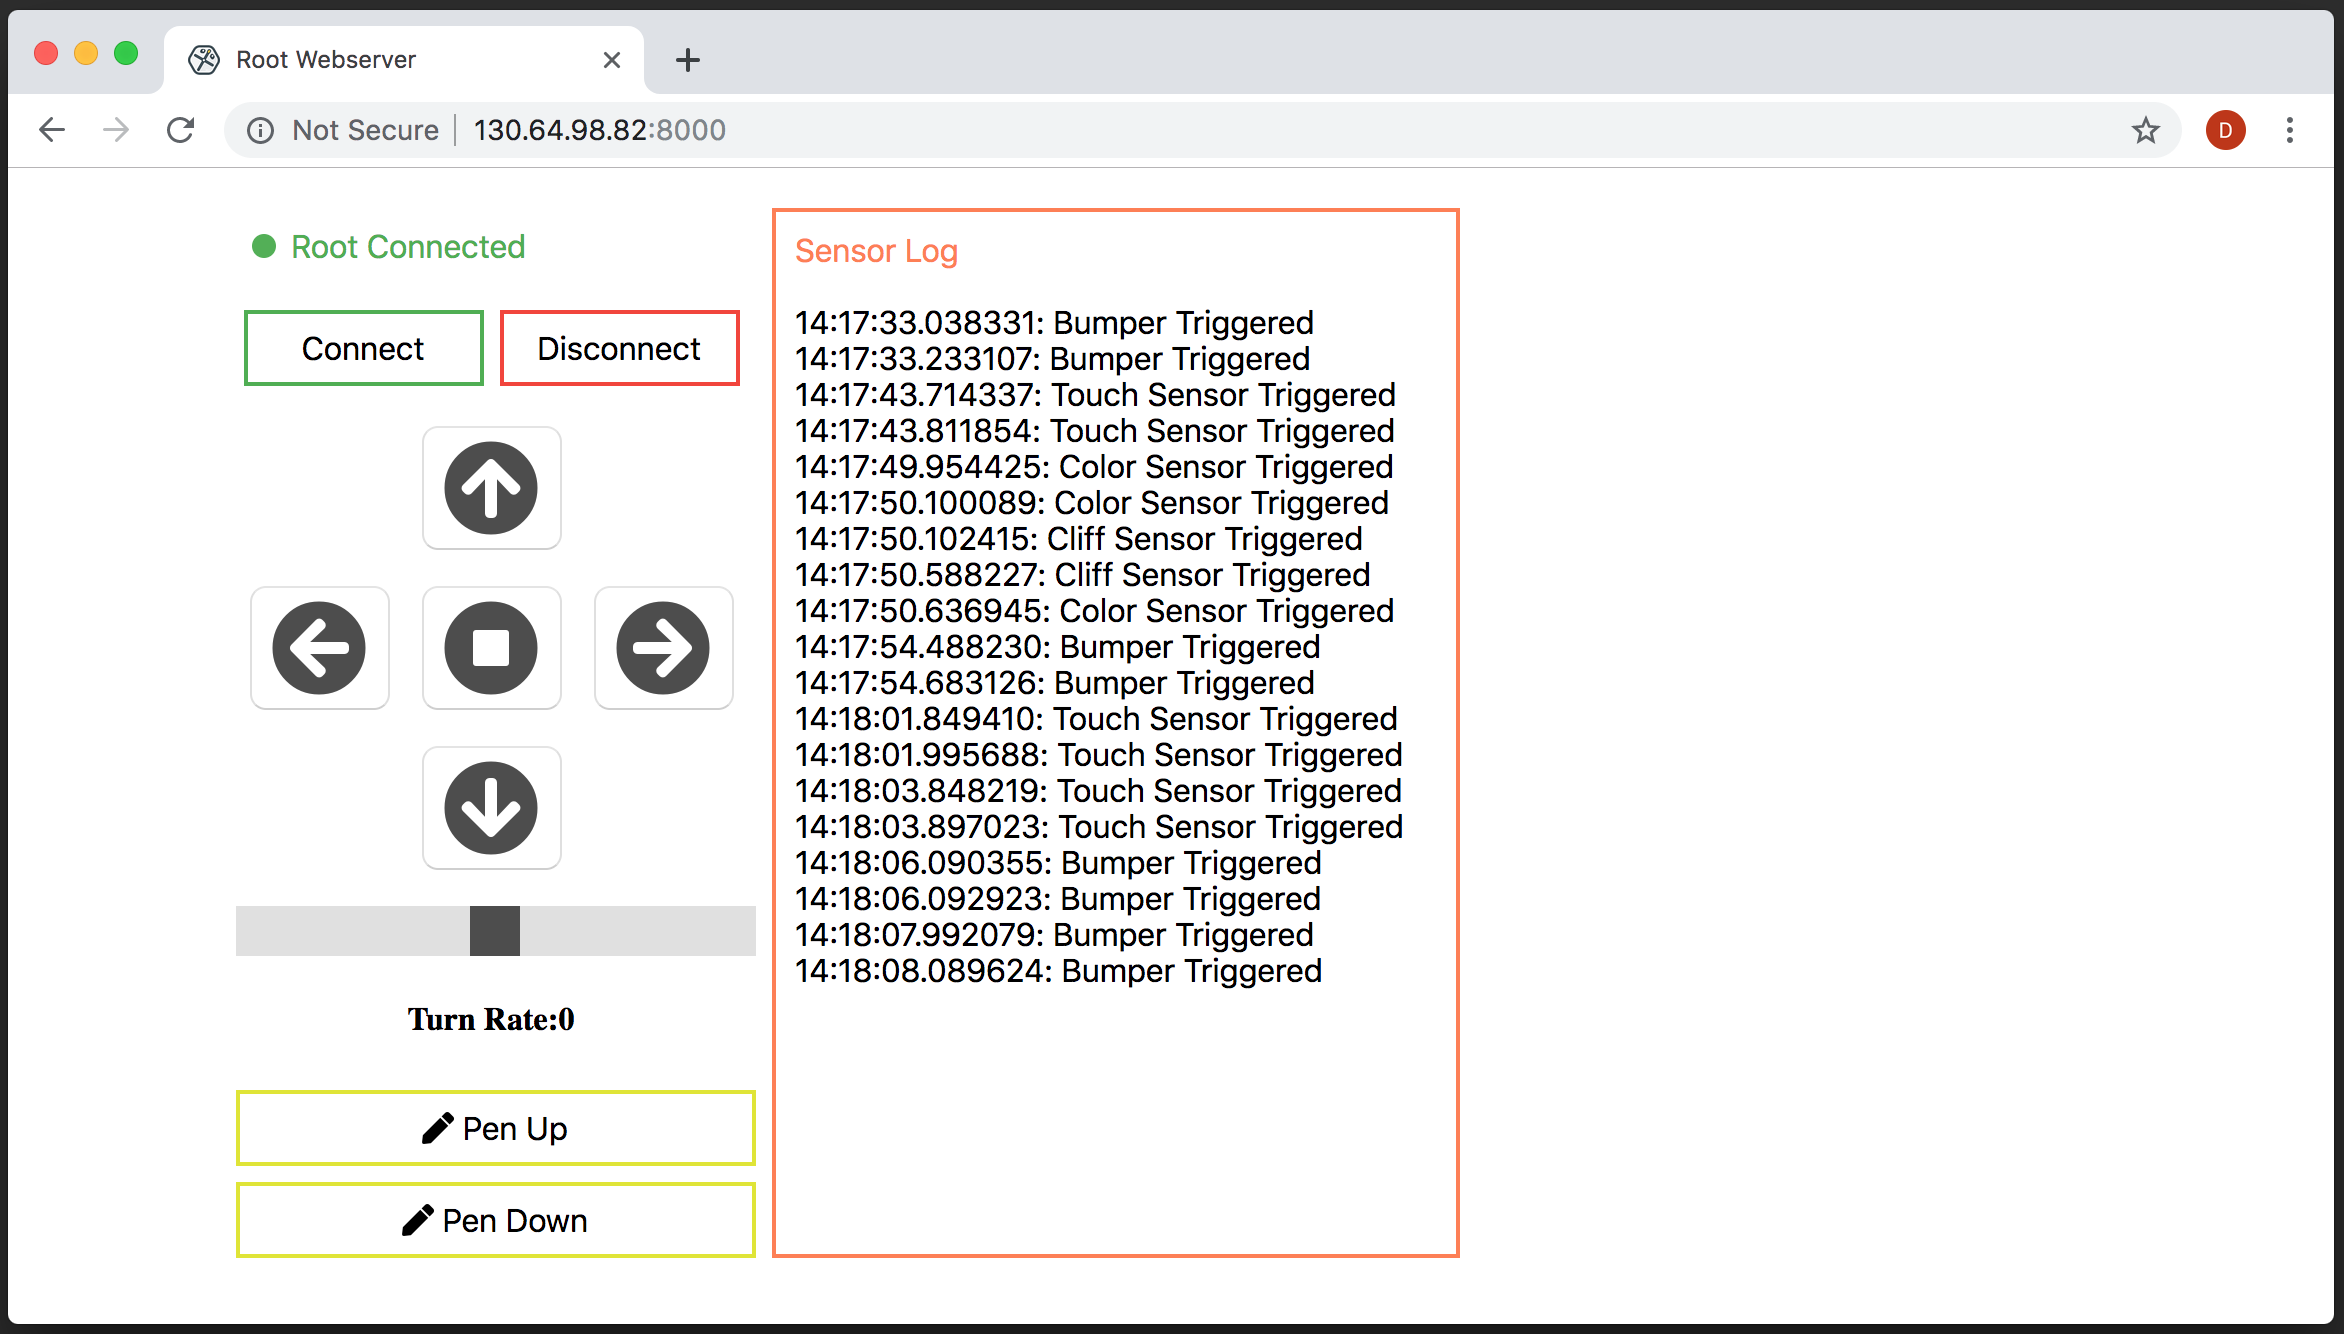 Root Webserver
Not Secure | 130.64.98.82:8000
D
Root Connected
Connect
Disconnect
Turn Rate:0
Pen Up
Pen Down
Sensor Log
14:17:33.038331: Bumper Triggered
14:17:33.233107: Bumper Triggered
14:17:43.714337: Touch Sensor Triggered
14:17:43.811854: Touch Sensor Triggered
14:17:49.954425: Color Sensor Triggered
14:17:50.100089: Color Sensor Triggered
14:17:50.102415: Cliff Sensor Triggered
14:17:50.588227: Cliff Sensor Triggered
14:17:50.636945: Color Sensor Triggered
14:17:54.488230: Bumper Triggered
14:17:54.683126: Bumper Triggered
14:18:01.849410: Touch Sensor Triggered
14:18:01.995688: Touch Sensor Triggered
14:18:03.848219: Touch Sensor Triggered
14:18:03.897023: Touch Sensor Triggered
14:18:06.090355: Bumper Triggered
14:18:06.092923: Bumper Triggered
14:18:07.992079: Bumper Triggered
14:18:08.089624: Bumper Triggered